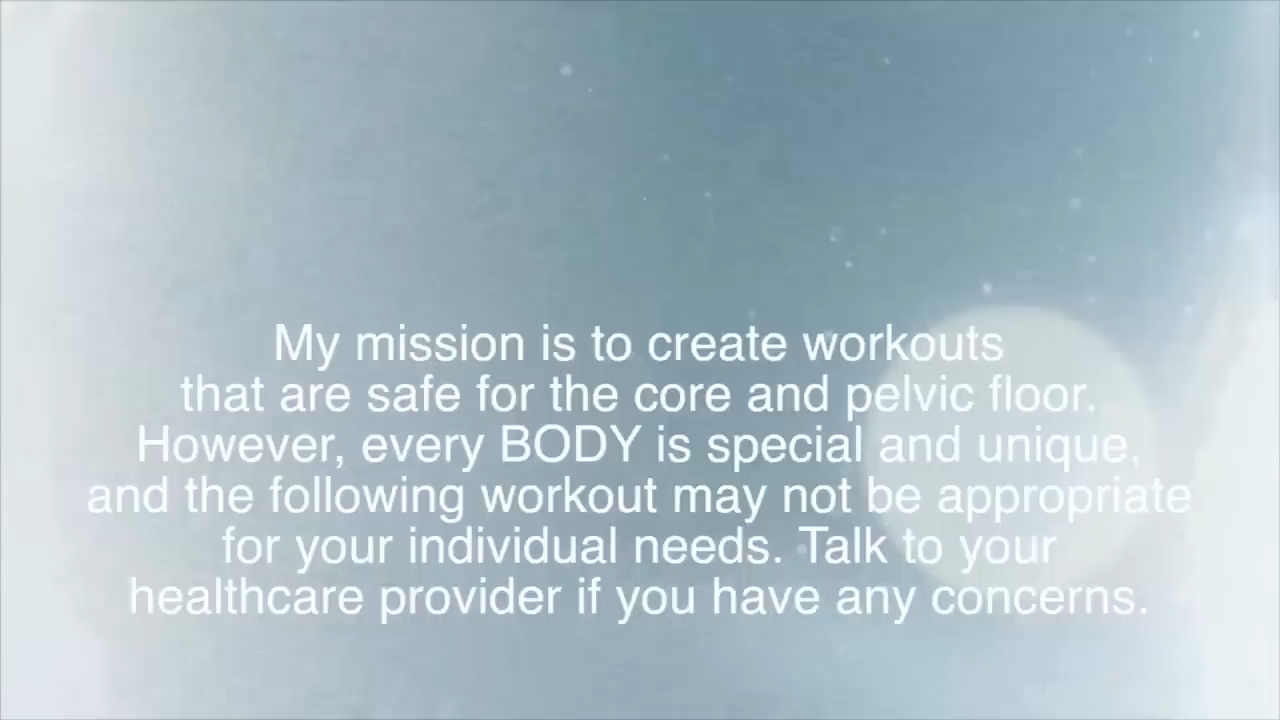 My mission is to create workouts
that are safe for the core and pelvic floor.
However, every BODY is special and unique,
and the following workout may not be appropriate
for your individual needs. Talk to your
healthcare provider if you have any concerns.